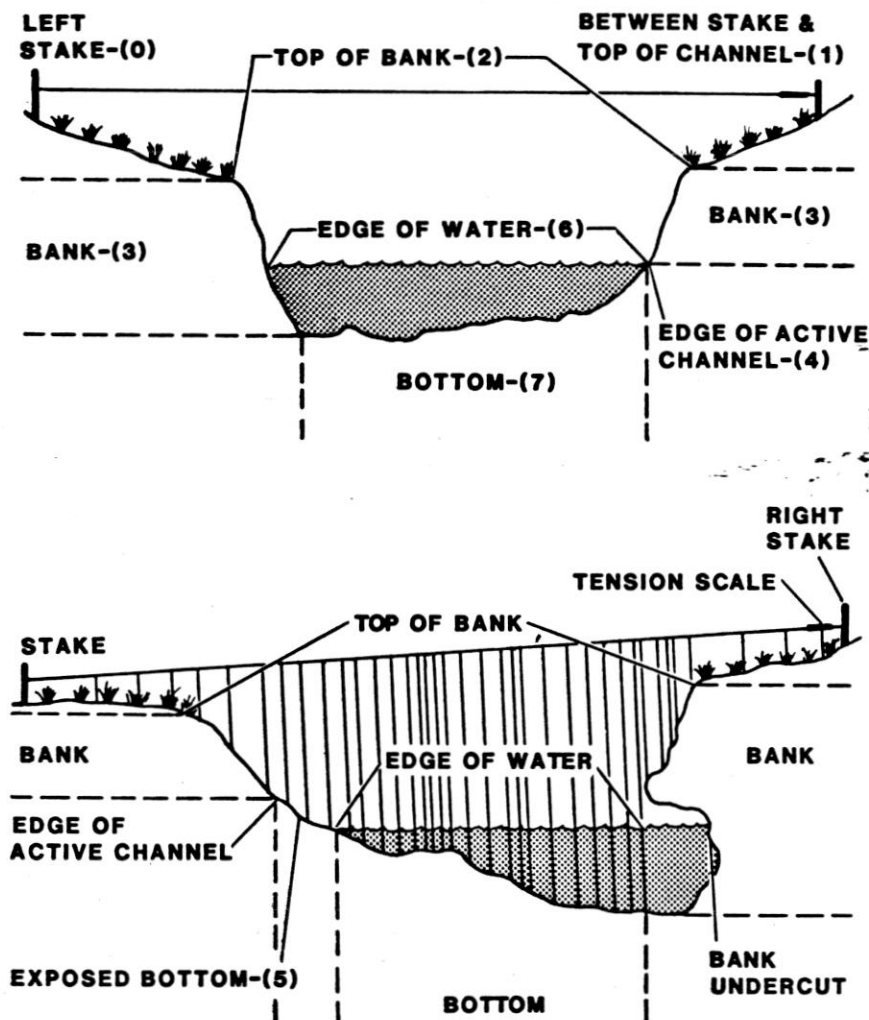 LEFT
STAKE-(0)
BETWEEN STAKE &
TOP OF CHANNEL-(1)
TOP OF BANK-(2)
BANK-(3)
EDGE OF WATER-(6)
BANK-(3)
EDGE OF ACTIVE
CHANNEL-(4)
BOTTOM-(7)
RIGHT
STAKE
TENSION SCALE
TOP OF BANK
STAKE
BANK
EDGE OF WATER
BANK
EDGE OF
ACTIVE CHANNEL
EXPOSED BOTTOM-(5)
BANK
UNDERCUT
BOTTOM